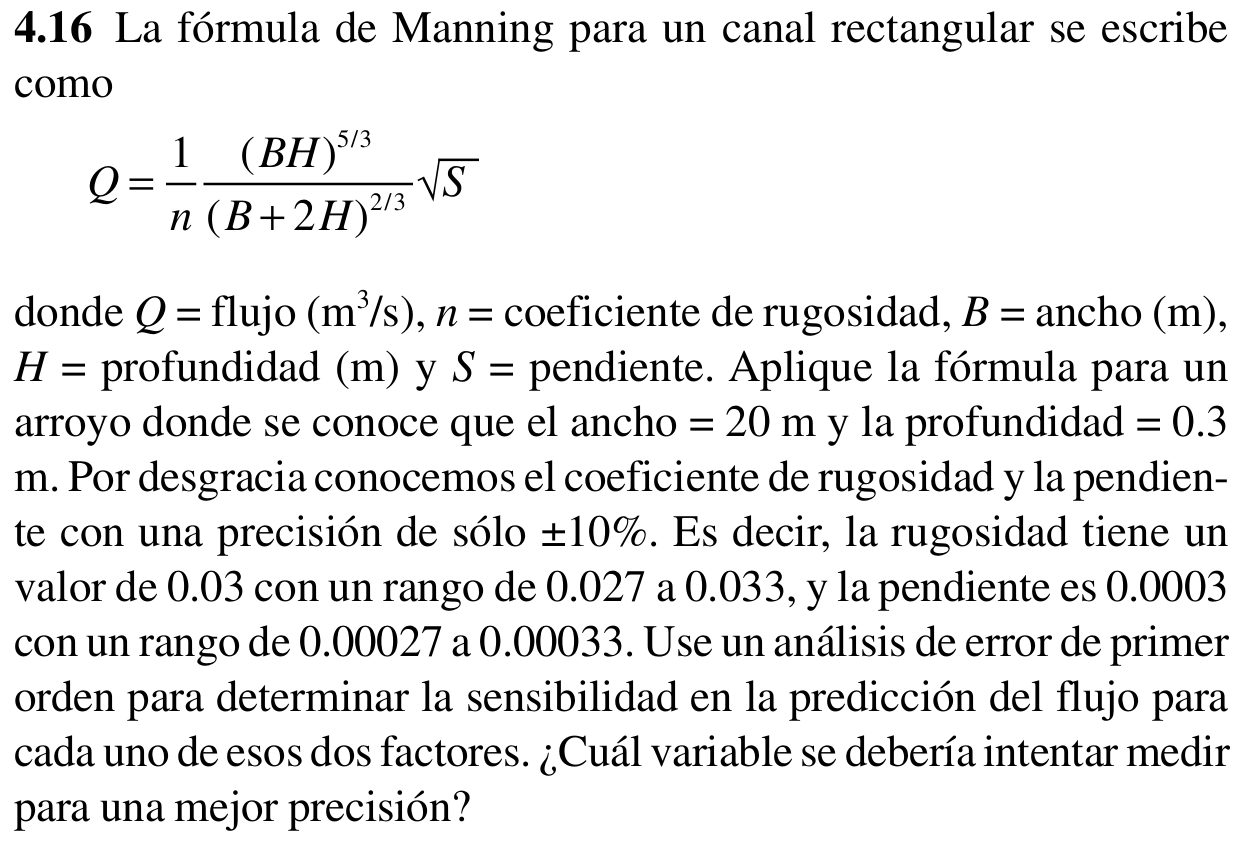 4.16 La fórmula de Manning para un canal rectangular se escribe
como
Q = \frac{1}{n} \frac{(BH)^{5/3}}{(B+2H)^{2/3}} \sqrt{S}
donde Q = flujo (m³/s), n = coeficiente de rugosidad, B = ancho (m),
H = profundidad (m) y S = pendiente. Aplique la fórmula para un
arroyo donde se conoce que el ancho = 20 m y la profundidad = 0.3
m. Por desgracia conocemos el coeficiente de rugosidad y la pendien-
te con una precisión de sólo ±10%. Es decir, la rugosidad tiene un
valor de 0.03 con un rango de 0.027 a 0.033, y la pendiente es 0.0003
con un rango de 0.00027 a 0.00033. Use un análisis de error de primer
orden para determinar la sensibilidad en la predicción del flujo para
cada uno de esos dos factores. ¿Cuál variable se debería intentar medir
para una mejor precisión?